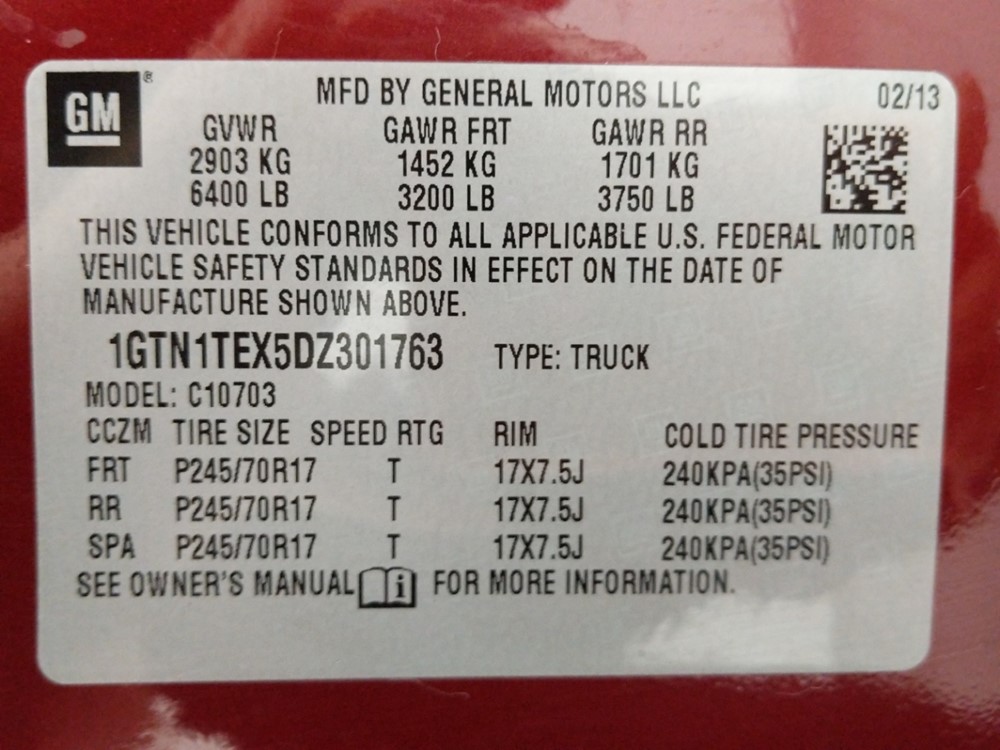 GM ® MFD BY GENERAL MOTORS LLC 02/13
GVWR GAWR FRT GAWR RR
2903 KG 1452 KG 1701 KG
6400 LB 3200 LB 3750 LB
THIS VEHICLE CONFORMS TO ALL APPLICABLE U.S. FEDERAL MOTOR
VEHICLE SAFETY STANDARDS IN EFFECT ON THE DATE OF
MANUFACTURE SHOWN ABOVE.
1GTN1TEX5DZ301763 TYPE: TRUCK
MODEL: C10703
CCZM TIRE SIZE SPEED RTG RIM COLD TIRE PRESSURE
FRT P245/70R17 T 17X7.5J 240KPA(35PSI)
RR P245/70R17 T 17X7.5J 240KPA(35PSI)
SPA P245/70R17 T 17X7.5J 240KPA(35PSI)
SEE OWNER'S MANUAL i FOR MORE INFORMATION.